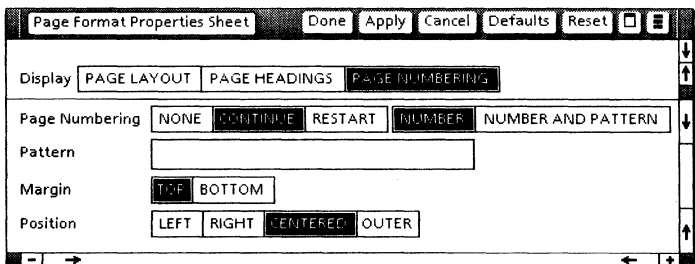 Page Format Properties Sheet Done Apply Cancel Defaults Reset
Display PAGE LAYOUT PAGE HEADINGS PAGE NUMBERING
Page Numbering NONE CONTINUE RESTART NUMBER NUMBER AND PATTERN
Pattern
Margin TOP BOTTOM
Position LEFT RIGHT CENTERED OUTER